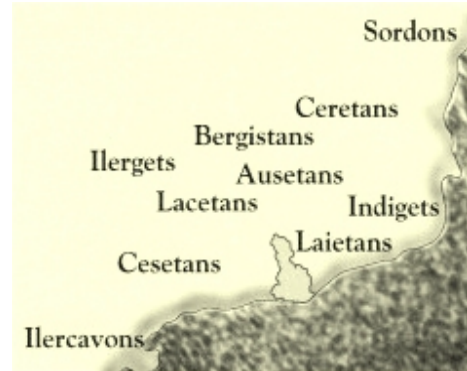 Sordons
Ceretans
Bergistans
Ilergets
Ausetans
Lacetans
Indigets
Laietans
Cesetans
Ilercavons